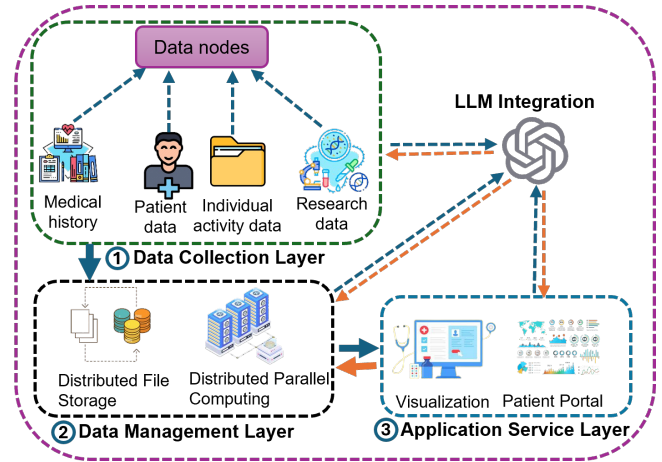 Data nodes
LLM Integration
Medical
history
Patient
data
Individual
activity data
Research
data
1 Data Collection Layer
Distributed File
Storage
Distributed Parallel
Computing
Visualization
Patient Portal
2 Data Management Layer
3 Application Service Layer